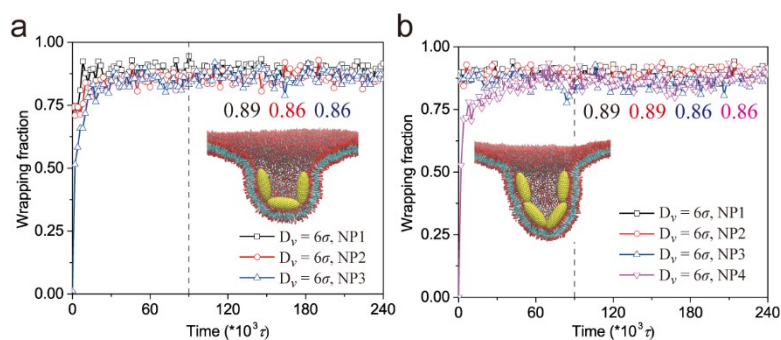 a
1.00
0.75
0.50
0.25
0.00
Wrapping fraction
0.89 0.86 0.86
Dv = 6σ, NP1
Dv = 6σ, NP2
Dv = 6σ, NP3
0 60 120 180 240
Time (*10³ τ)
b
1.00
0.75
0.50
0.25
0.00
Wrapping fraction
0.89 0.89 0.86 0.86
Dv = 6σ, NP1
Dv = 6σ, NP2
Dv = 6σ, NP3
Dv = 6σ, NP4
0 60 120 180 240
Time (*10³ τ)